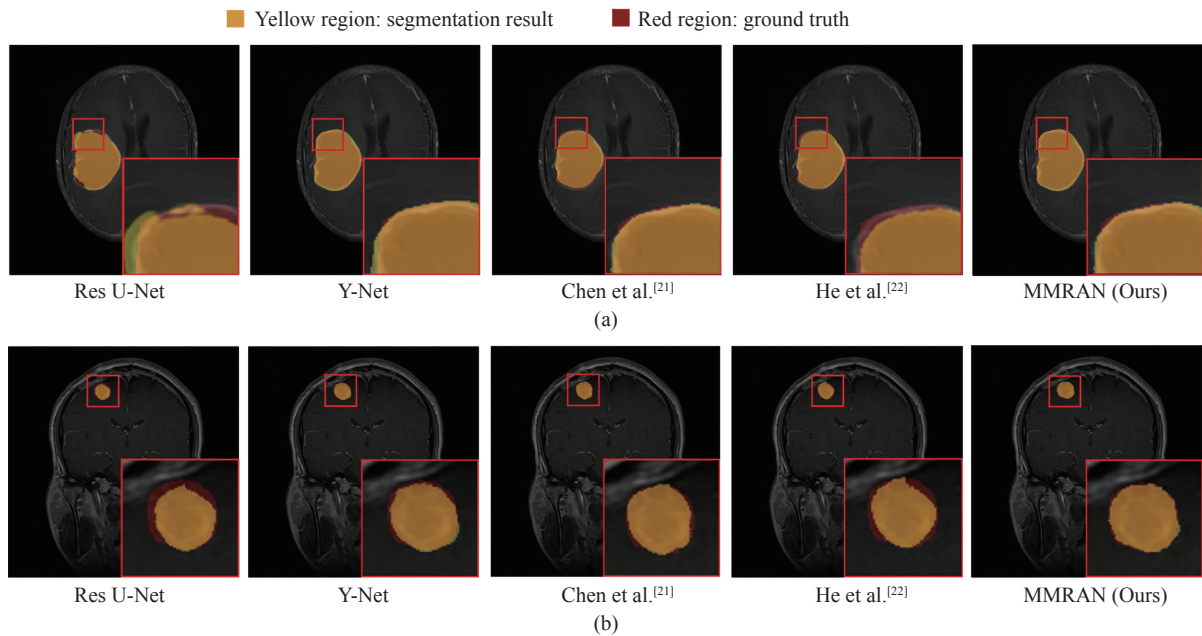 Yellow region: segmentation result Red region: ground truth
Res U-Net Y-Net Chen et al.[21] He et al.[22] MMRAN (Ours)
(a)
Res U-Net Y-Net Chen et al.[21] He et al.[22] MMRAN (Ours)
(b)